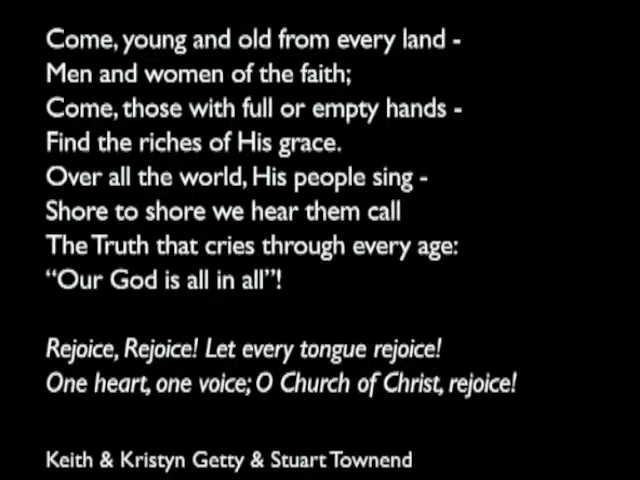 Come, young and old from every land -
Men and women of the faith;
Come, those with full or empty hands -
Find the riches of His grace.
Over all the world, His people sing -
Shore to shore we hear them call
The Truth that cries through every age:
“Our God is all in all”!
Rejoice, Rejoice! Let every tongue rejoice!
One heart, one voice; O Church of Christ, rejoice!
Keith & Kristyn Getty & Stuart Townend